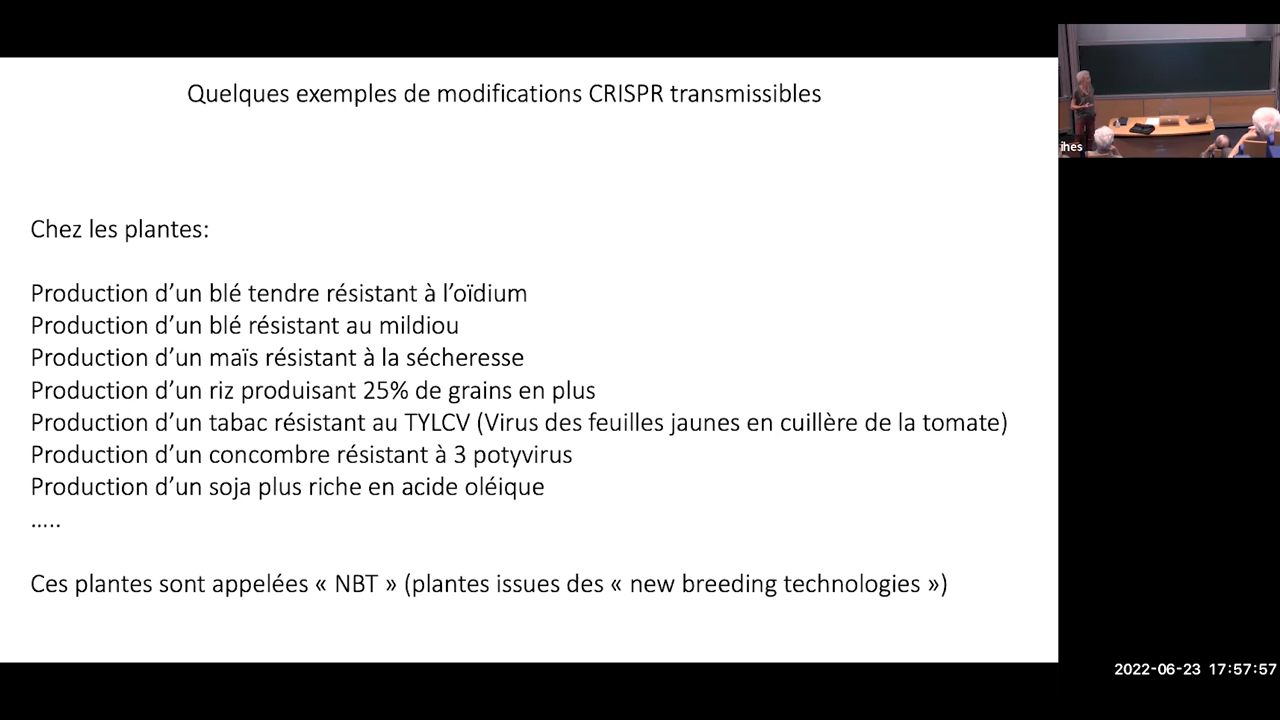 Quelques exemples de modifications CRISPR transmissibles
ihes
Chez les plantes:
Production d’un blé tendre résistant à l’oïdium
Production d’un blé résistant au mildiou
Production d’un maïs résistant à la sécheresse
Production d’un riz produisant 25% de grains en plus
Production d’un tabac résistant au TYLCV (Virus des feuilles jaunes en cuillère de la tomate)
Production d’un concombre résistant à 3 potyvirus
Production d’un soja plus riche en acide oléique
…..
Ces plantes sont appelées « NBT » (plantes issues des « new breeding technologies »)
2022-06-23 17:57:57